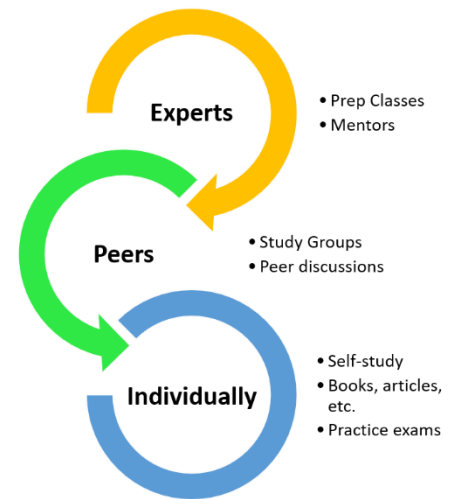 Experts
• Prep Classes
• Mentors
Peers
• Study Groups
• Peer discussions
Individually
• Self-study
• Books, articles,
etc.
• Practice exams